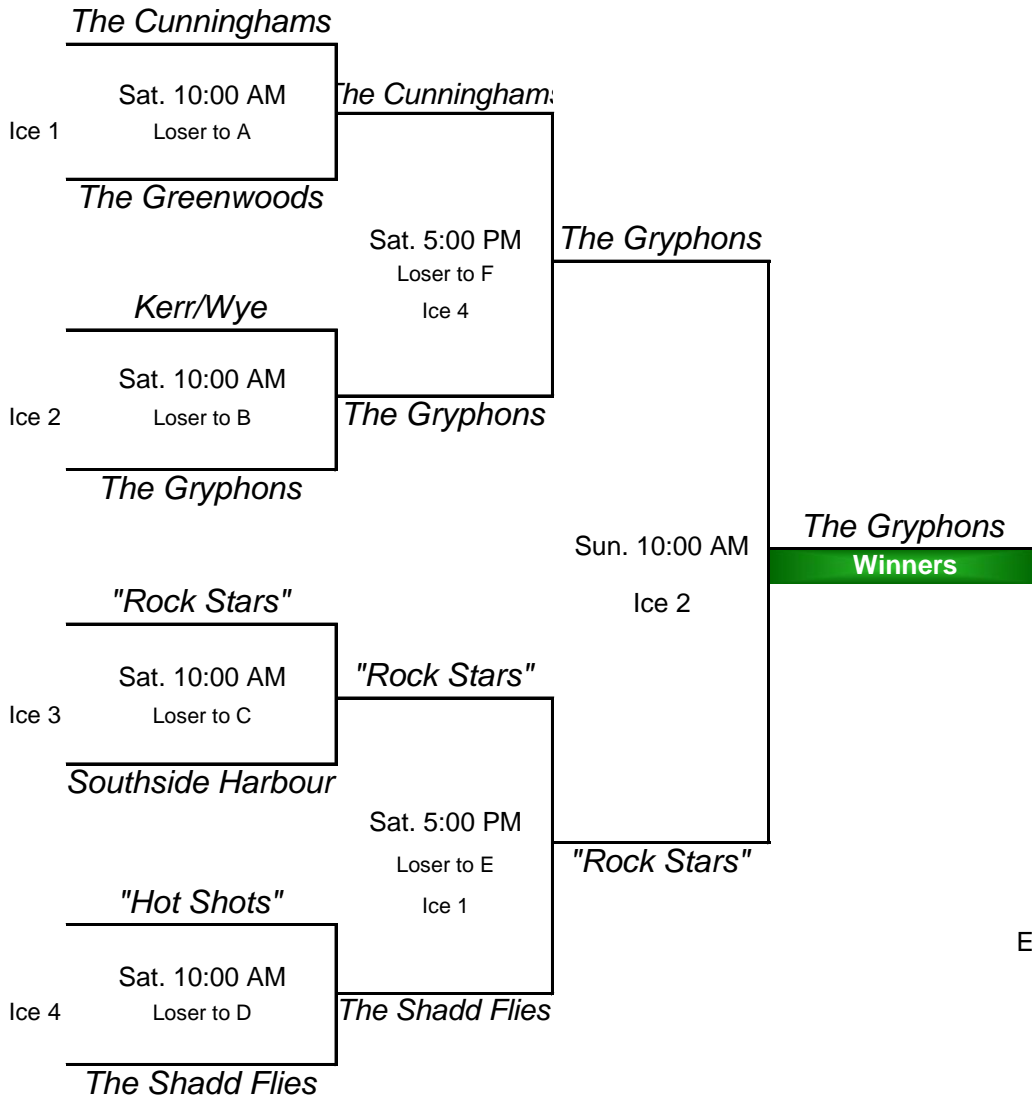 The Cunninghams
Sat. 10:00 AM
Ice 1
Loser to A
The Greenwoods
The Cunninghams
Sat. 5:00 PM
Loser to F
Ice 4
The Gryphons
Kerr/Wye
Sat. 10:00 AM
Ice 2
Loser to B
The Gryphons
The Gryphons
Sun. 10:00 AM
Ice 2
The Gryphons
Winners
"Rock Stars"
Sat. 10:00 AM
Ice 3
Loser to C
Southside Harbour
"Rock Stars"
Sat. 5:00 PM
Loser to E
Ice 1
"Rock Stars"
"Hot Shots"
Sat. 10:00 AM
Ice 4
Loser to D
The Shadd Flies
The Shadd Flies
E